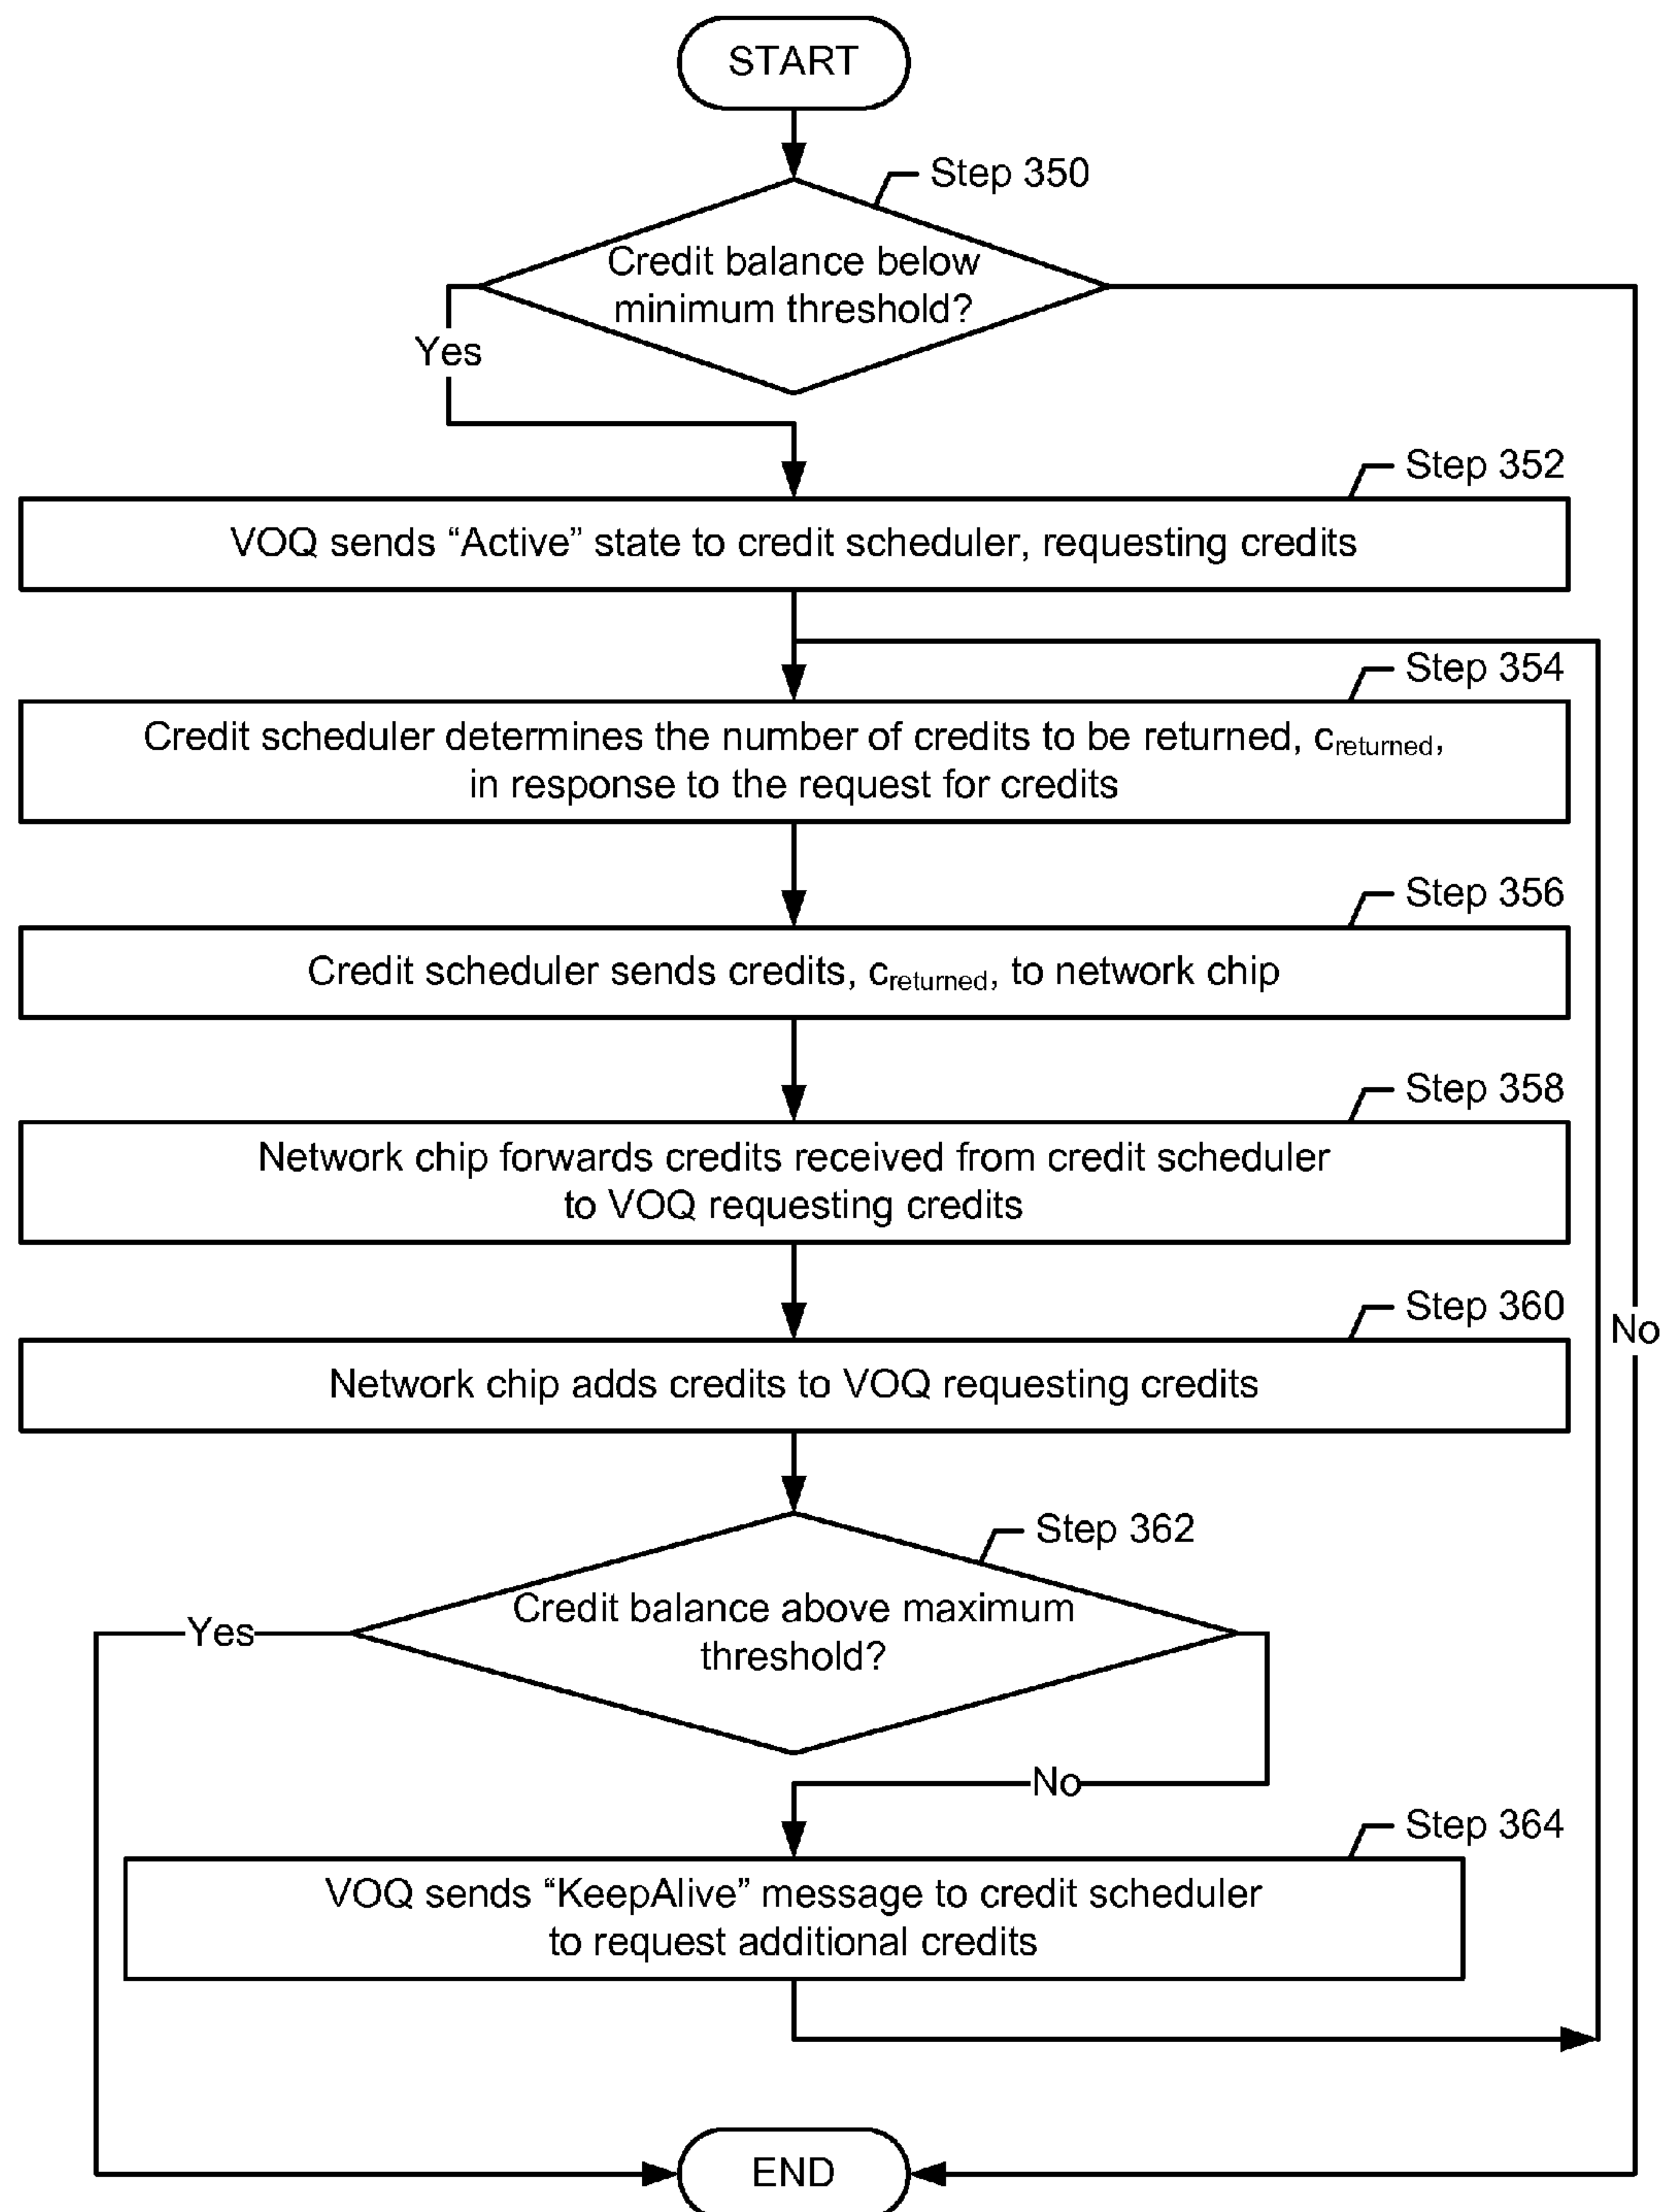 START
Step 350
Credit balance below
minimum threshold?
Yes
Step 352
VOQ sends “Active” state to credit scheduler, requesting credits
Step 354
Credit scheduler determines the number of credits to be returned, creturned,
in response to the request for credits
Step 356
Credit scheduler sends credits, creturned, to network chip
Step 358
Network chip forwards credits received from credit scheduler
to VOQ requesting credits
Step 360
No
Network chip adds credits to VOQ requesting credits
Step 362
Credit balance above maximum
threshold?
Yes
No
Step 364
VOQ sends “KeepAlive” message to credit scheduler
to request additional credits
END